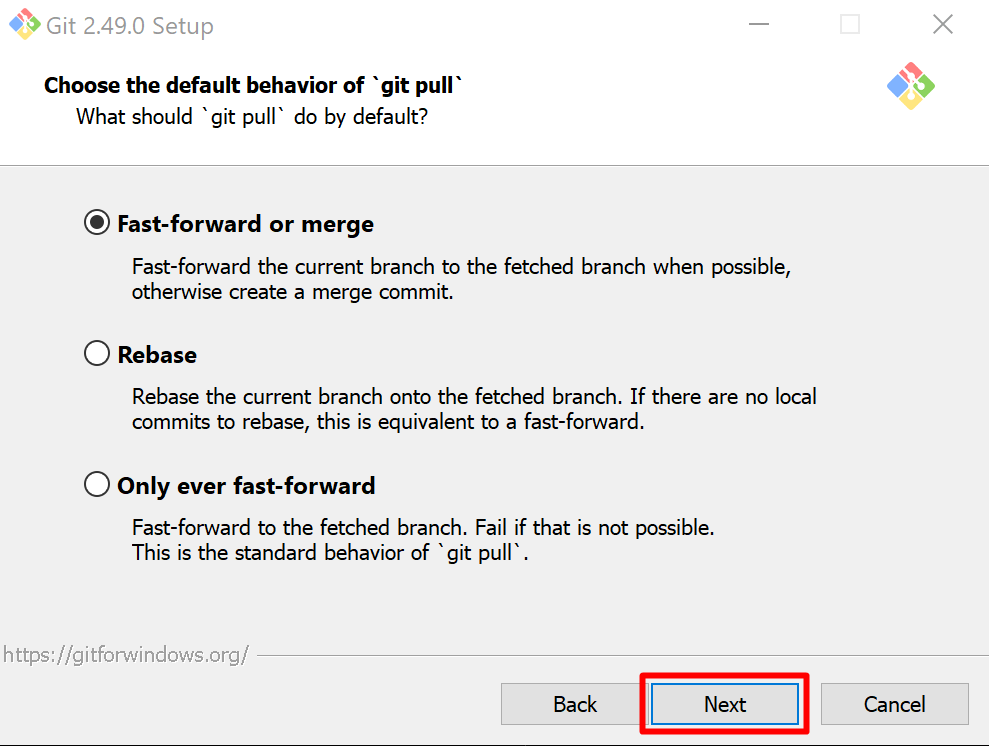 Git 2.49.0 Setup
Choose the default behavior of `git pull`
What should `git pull` do by default?
Fast-forward or merge
Fast-forward the current branch to the fetched branch when possible,
otherwise create a merge commit.
Rebase
Rebase the current branch onto the fetched branch. If there are no local
commits to rebase, this is equivalent to a fast-forward.
Only ever fast-forward
Fast-forward to the fetched branch. Fail if that is not possible.
This is the standard behavior of `git pull`.
https://gitforwindows.org/
Back
Next
Cancel